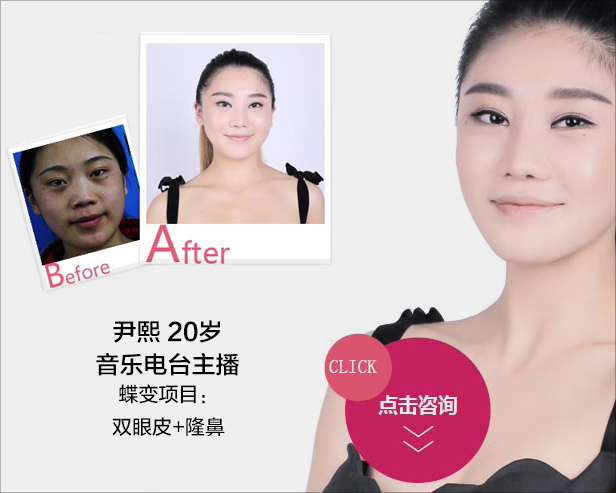 Before
After
尹熙 20岁
音乐电台主播
蝶变项目：
双眼皮+隆鼻
CLICK
点击咨询